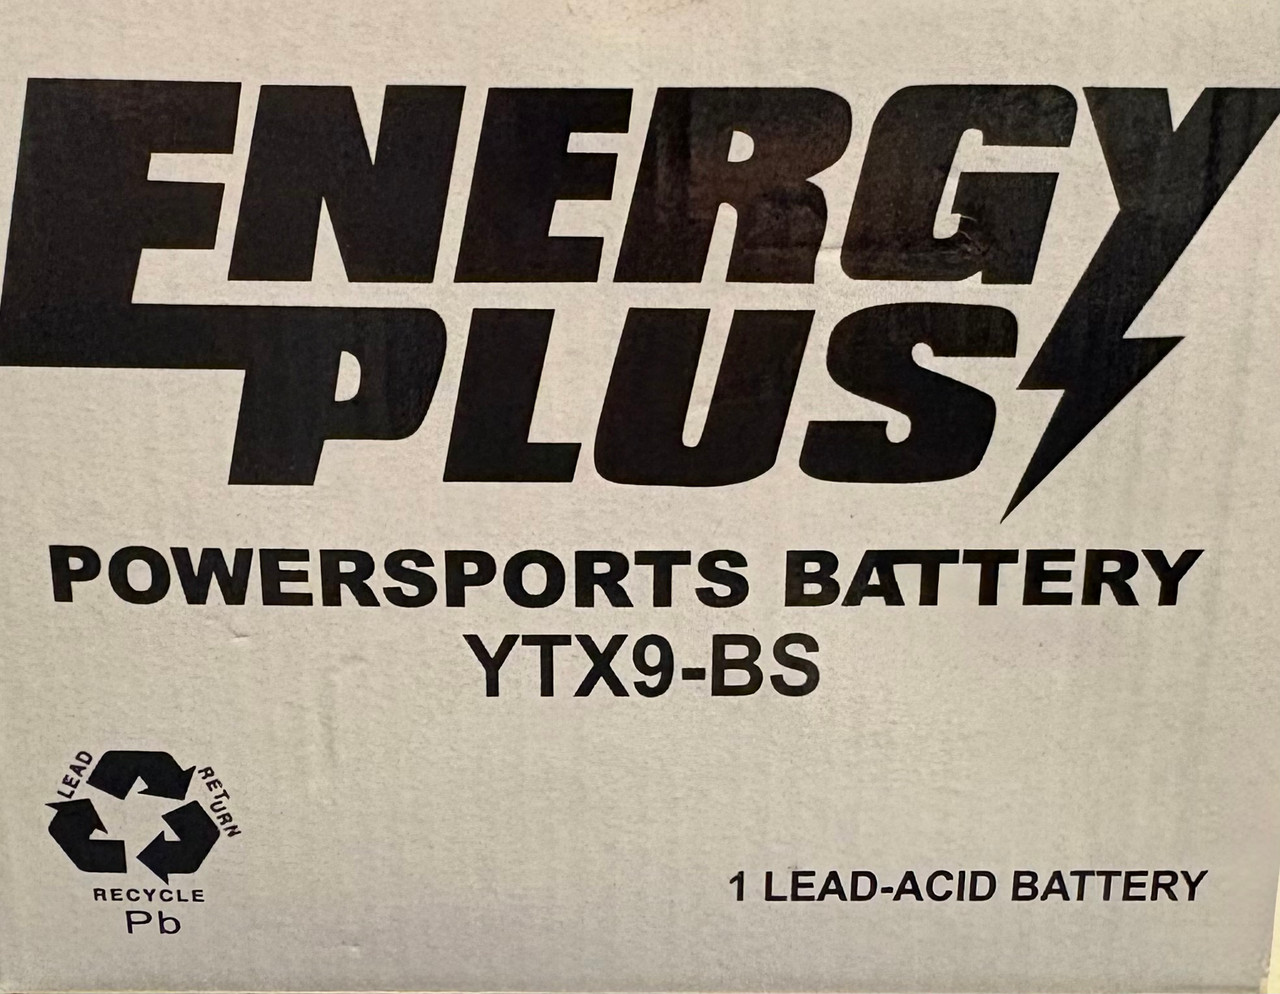 ENERGY
PLUS
POWERSPORTS BATTERY
YTX9-BS
LEAD
RETURN
RECYCLE
Pb
1 LEAD-ACID BATTERY